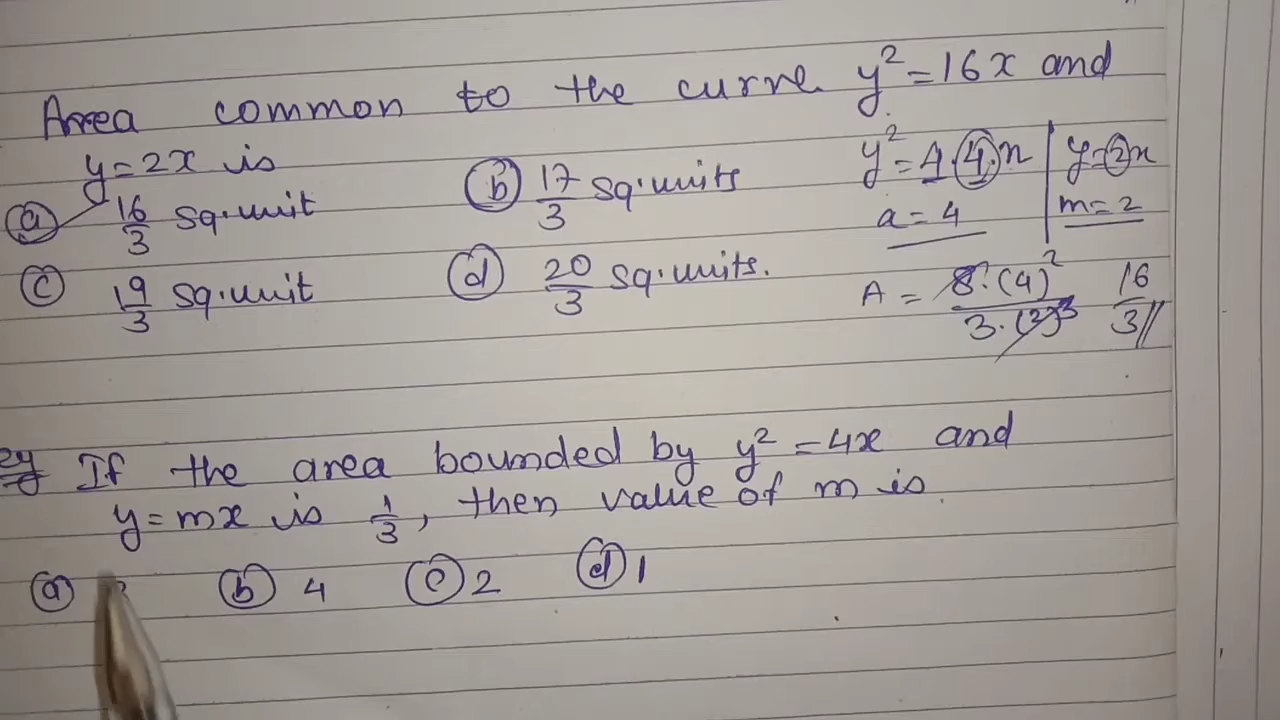 Area common to the curve y² = 16x and
y = 2x is
(a) 16/3 sq. unit (b) 17/3 sq. units
(c) 19/3 sq. unit (d) 20/3 sq. units.
y² = 4.(4).x | y = 2x
a = 4 | m = 2
A = 8.(4)²/3.(2)³ 16/3
If the area bounded by y² = 4x and
y = mx is 1/3, then value of m is.
(a) (b) 4 (c) 2 (d) 1